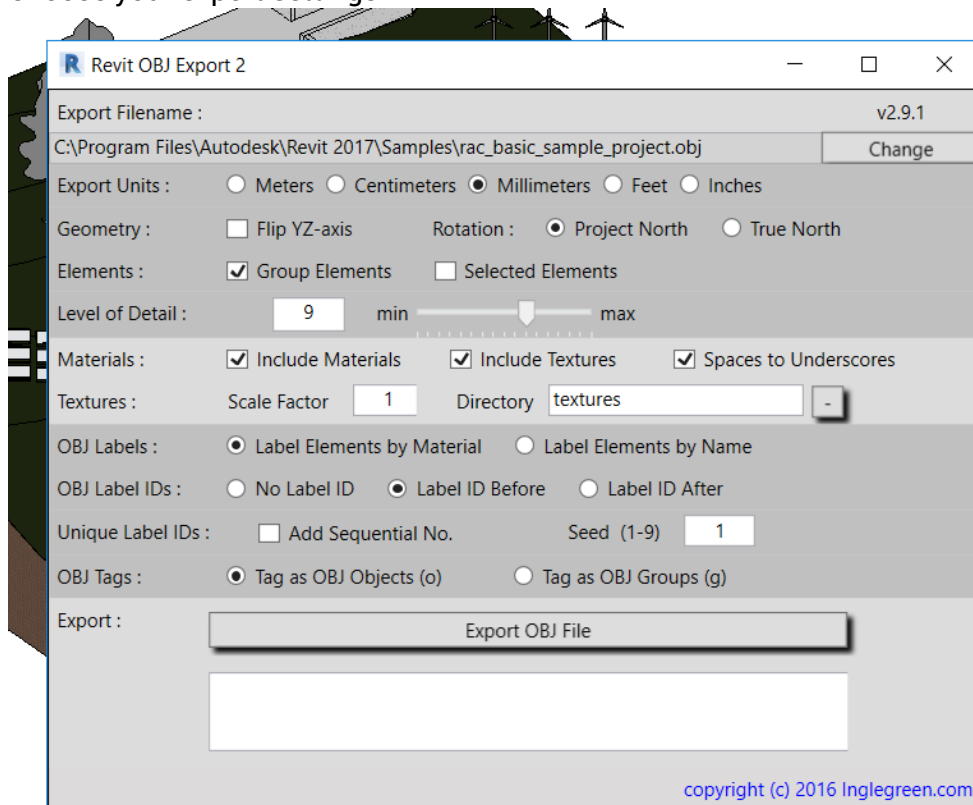 Revit OBJ Export 2
Export Filename : v2.9.1
C:\Program Files\Autodesk\Revit 2017\Samples\rac_basic_sample_project.obj Change
Export Units : Meters Centimeters Millimeters Feet Inches
Geometry : Flip YZ-axis Rotation : Project North True North
Elements : Group Elements Selected Elements
Level of Detail : 9 min max
Materials : Include Materials Include Textures Spaces to Underscores
Textures : Scale Factor 1 Directory textures -
OBJ Labels : Label Elements by Material Label Elements by Name
OBJ Label IDs : No Label ID Label ID Before Label ID After
Unique Label IDs : Add Sequential No. Seed (1-9) 1
OBJ Tags : Tag as OBJ Objects (o) Tag as OBJ Groups (g)
Export : Export OBJ File
copyright (c) 2016 Inglegreen.com